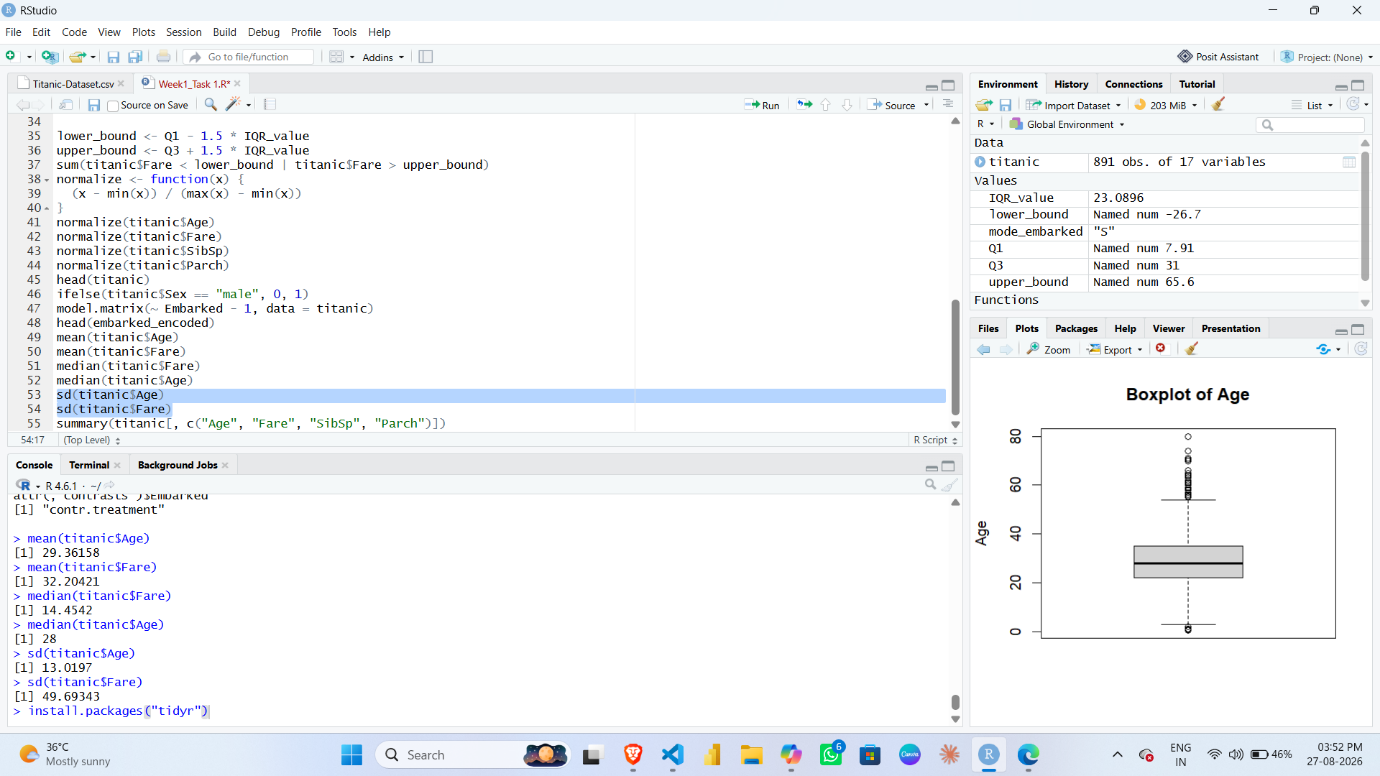 RStudio
File Edit Code View Plots Session Build Debug Profile Tools Help
Go to file/function Addins Posit Assistant Project: (None)
Titanic-Dataset.csv Week1_Task 1.R*
Source on Save Run Source
34
35 lower_bound <- Q1 - 1.5 * IQR_value
36 upper_bound <- Q3 + 1.5 * IQR_value
37 sum(titanic$Fare < lower_bound | titanic$Fare > upper_bound)
38 normalize <- function(x) {
39 (x - min(x)) / (max(x) - min(x))
40 }
41 normalize(titanic$Age)
42 normalize(titanic$Fare)
43 normalize(titanic$SibSp)
44 normalize(titanic$Parch)
45 head(titanic)
46 ifelse(titanic$Sex == "male", 0, 1)
47 model.matrix(~ Embarked - 1, data = titanic)
48 head(embarked_encoded)
49 mean(titanic$Age)
50 mean(titanic$Fare)
51 median(titanic$Fare)
52 median(titanic$Age)
53 sd(titanic$Age)
54 sd(titanic$Fare)
55 summary(titanic[, c("Age", "Fare", "SibSp", "Parch")])
54:17 (Top Level) R Script
Console Terminal Background Jobs
R 4.6.1 · ~/
attr(,"contrasts")$Embarked
[1] "contr.treatment"
> mean(titanic$Age)
[1] 29.36158
> mean(titanic$Fare)
[1] 32.20421
> median(titanic$Fare)
[1] 14.4542
> median(titanic$Age)
[1] 28
> sd(titanic$Age)
[1] 13.0197
> sd(titanic$Fare)
[1] 49.69343
> install.packages("tidyr")
Environment History Connections Tutorial
Import Dataset 203 MiB List
R Global Environment
Data
titanic 891 obs. of 17 variables
Values
IQR_value 23.0896
lower_bound Named num -26.7
mode_embarked "S"
Q1 Named num 7.91
Q3 Named num 31
upper_bound Named num 65.6
Functions
Files Plots Packages Help Viewer Presentation
Zoom Export
Boxplot of Age
Age
80
60
40
20
0
36°C
Mostly sunny
Search
6
ENG
IN
46%
03:52 PM
27-08-2026